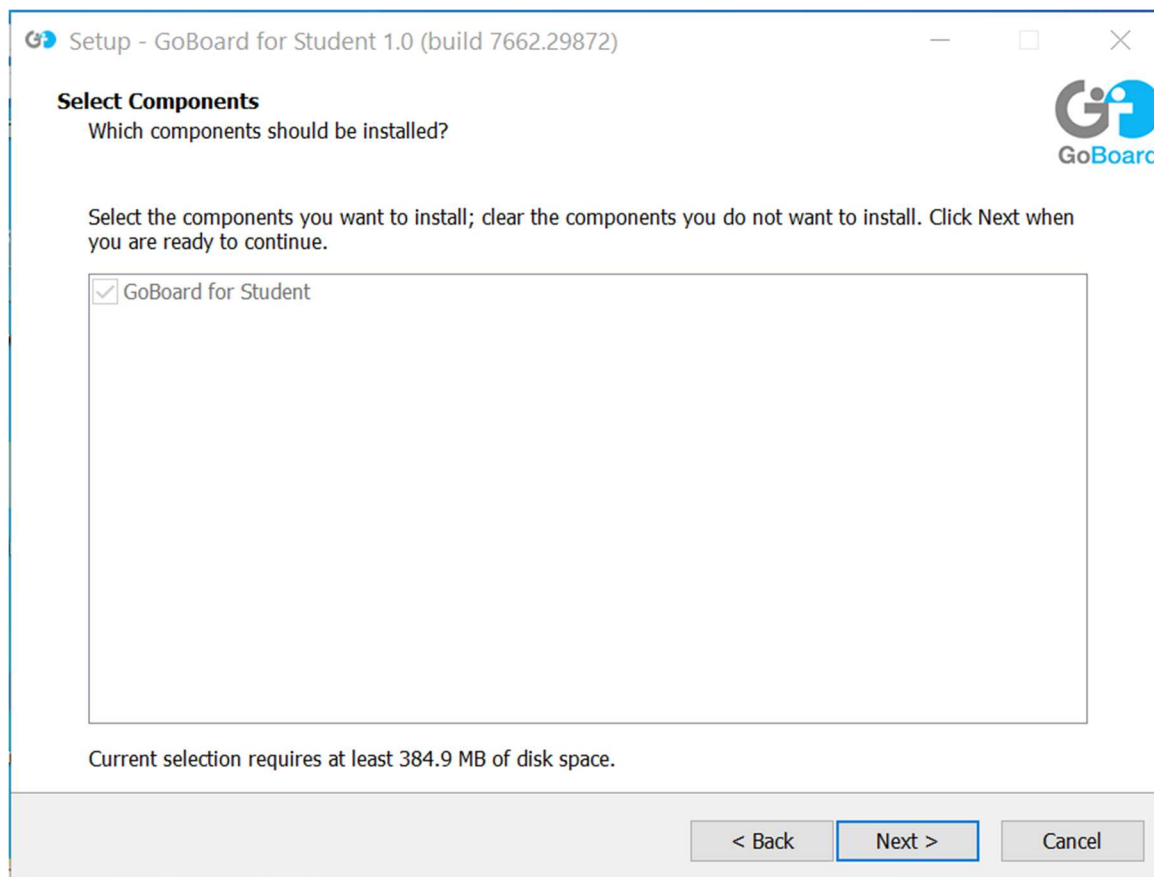 Setup - GoBoard for Student 1.0 (build 7662.29872)
Select Components
Which components should be installed?
GoBoard
Select the components you want to install; clear the components you do not want to install. Click Next when
you are ready to continue.
GoBoard for Student
Current selection requires at least 384.9 MB of disk space.
< Back Next > Cancel